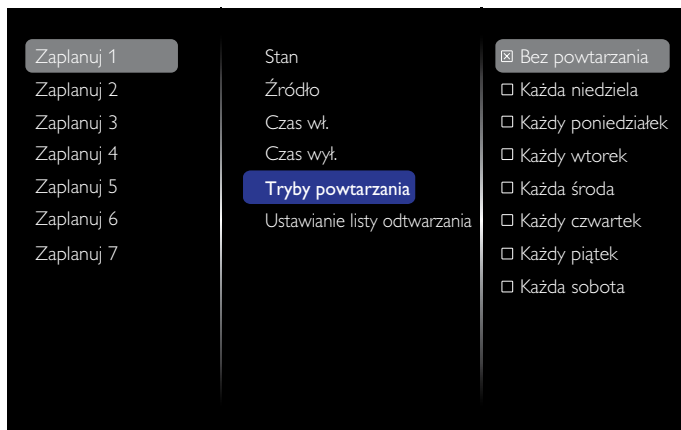 Zaplanuj 1
Zaplanuj 2
Zaplanuj 3
Zaplanuj 4
Zaplanuj 5
Zaplanuj 6
Zaplanuj 7
Stan
Źródło
Czas wł.
Czas wył.
Tryby powtarzania
Ustawianie listy odtwarzania
Bez powtarzania
Każda niedziela
Każdy poniedziałek
Każdy wtorek
Każda środa
Każdy czwartek
Każdy piątek
Każda sobota